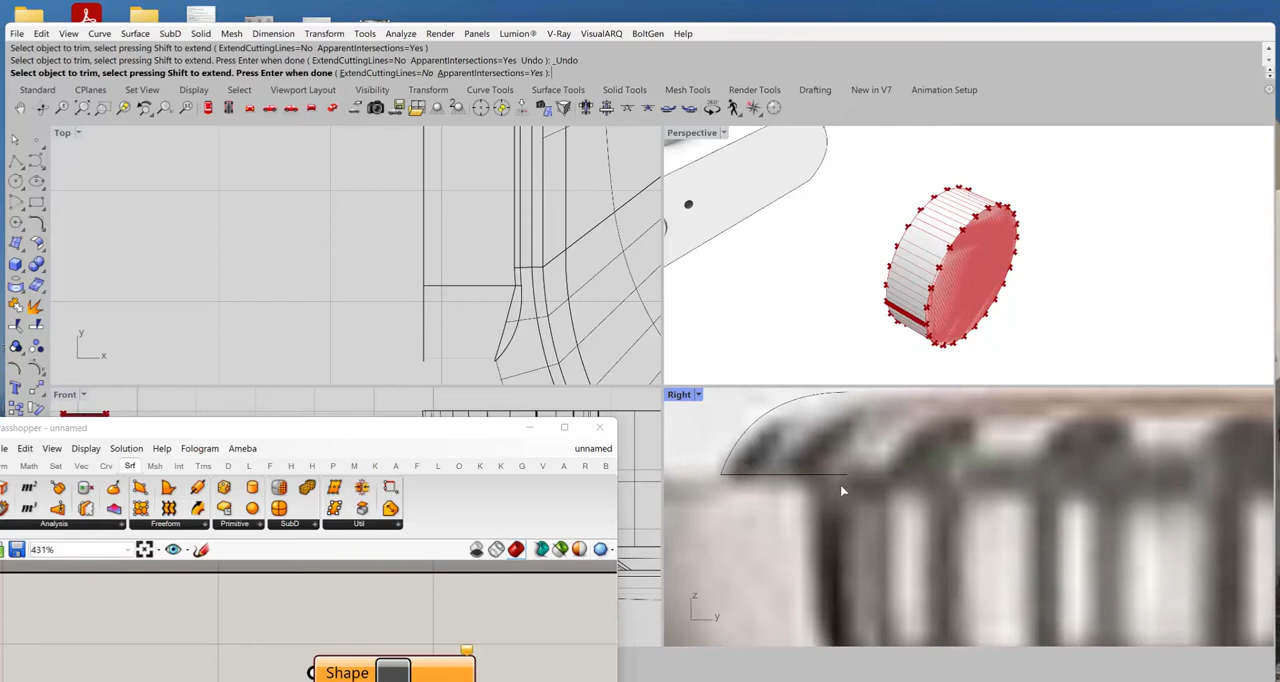 File Edit View Curve Surface SubD Solid Mesh Dimension Transform Tools Analyze Render Panels Lumion® V-Ray VisualARQ BoltGen Help
Select object to trim, select pressing Shift to extend ( ExtendCuttingLines=No ApparentIntersections=Yes )
Select object to trim, select pressing Shift to extend. Press Enter when done ( ExtendCuttingLines=No ApparentIntersections=Yes Undo ): _Undo
Select object to trim, select pressing Shift to extend. Press Enter when done ( ExtendCuttingLines=No ApparentIntersections=Yes ):
Standard CPlanes Set View Display Select Viewport Layout Visibility Transform Curve Tools Surface Tools Solid Tools Mesh Tools Render Tools Drafting New in V7 Animation Setup
Top
Perspective
y
x
Front
Right
rasshopper - unnamed
le Edit View Display Solution Help Fologram Ameba unnamed
Math Set Vec Crv Srf Msh Int Trns D L F H H M K A F L O K K G V A R B
m²
m³
Analysis Freeform Primitive SubD Util
431%
z
y
Shape